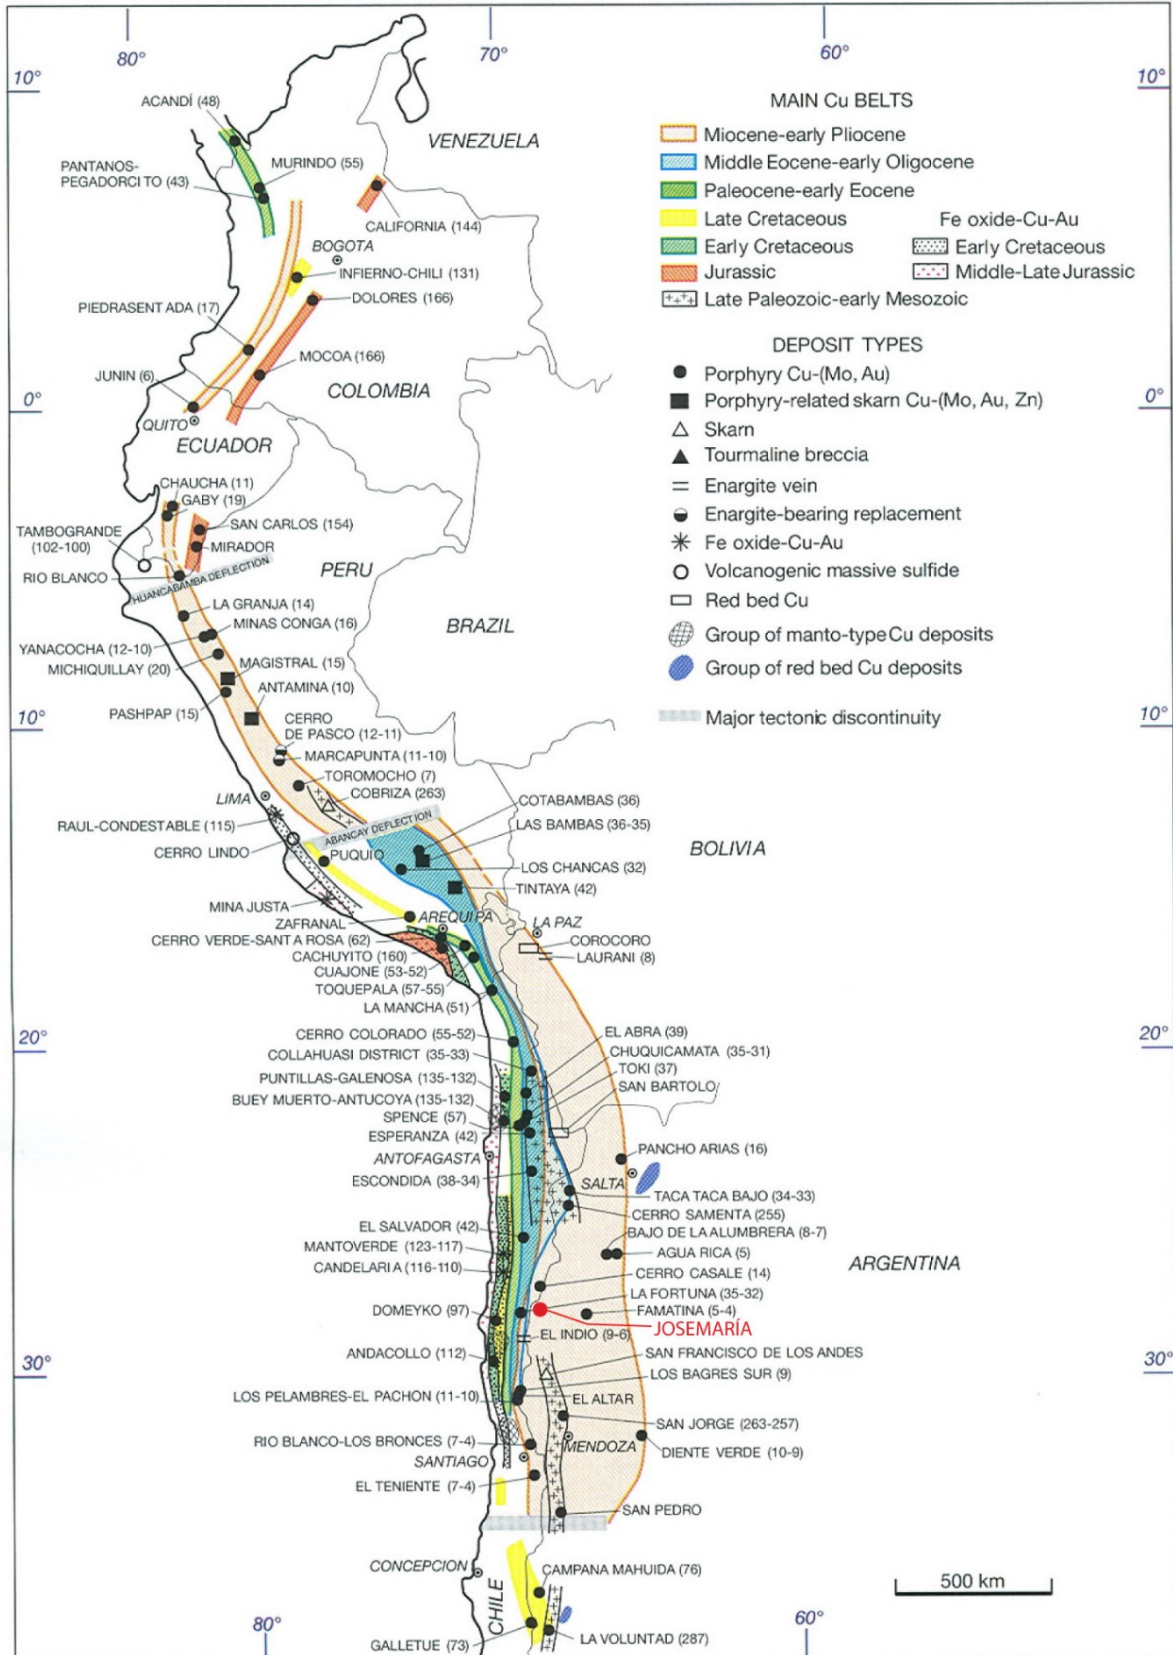 80°
70°
60°
10°
10°
ACANDÍ (48)
VENEZUELA
PANTANOS-
PEGADORCITO (43)
MURINDO (55)
CALIFORNIA (144)
BOGOTA
INFIERNO-CHILI (131)
DOLORES (166)
PIEDRASENTADA (17)
MOCOA (166)
JUNIN (6)
COLOMBIA
0°
0°
QUITO
ECUADOR
MAIN Cu BELTS
Miocene-early Pliocene
Middle Eocene-early Oligocene
Paleocene-early Eocene
Late Cretaceous
Early Cretaceous
Jurassic
Late Paleozoic-early Mesozoic
Fe oxide-Cu-Au
Early Cretaceous
Middle-Late Jurassic
DEPOSIT TYPES
Porphyry Cu-(Mo, Au)
Porphyry-related skarn Cu-(Mo, Au, Zn)
Skarn
Tourmaline breccia
Enargite vein
Enargite-bearing replacement
Fe oxide-Cu-Au
Volcanogenic massive sulfide
Red bed Cu
Group of manto-type Cu deposits
Group of red bed Cu deposits
Major tectonic discontinuity
CHAUCHA (11)
GABY (19)
TAMBOGRANDE
(102-100)
SAN CARLOS (154)
MIRADOR
RIO BLANCO
HUANCABAMBA DEFLECTION
PERU
LA GRANJA (14)
MINAS CONGA (16)
YANACOCHA (12-10)
MICHIQUILLAY (20)
BRAZIL
MAGISTRAL (15)
ANTAMINA (10)
PASHPAP (15)
10°
10°
CERRO
DE PASCO (12-11)
MARCAPUNTA (11-10)
TOROMOCHO (7)
COBRIZA (263)
LIMA
COTABAMBAS (36)
RAUL-CONDESTABLE (115)
ABANCAY DEFLECTION
LAS BAMBAS (36-35)
CERRO LINDO
PUQUIO
BOLIVIA
LOS CHANCAS (32)
TINTAYA (42)
MINA JUSTA
ZAFRANAL
AREQUIPA
LA PAZ
CERRO VERDE-SANTA ROSA (62)
COROCORO
CACHUYITO (160)
LAURANI (8)
CUAJONE (53-52)
TOQUEPALA (57-55)
LA MANCHA (51)
20°
20°
CERRO COLORADO (55-52)
EL ABRA (39)
COLLAHUASI DISTRICT (35-33)
CHUQUICAMATA (35-31)
PUNTILLAS-GALENOSA (135-132)
TOKI (37)
BUEY MUERTO-ANTUCOYA (135-132)
SAN BARTOLO
SPENCE (57)
ESPERANZA (42)
ANTOFAGASTA
PANCHO ARIAS (16)
ESCONDIDA (38-34)
SALTA
TACA TACA BAJO (34-33)
CERRO SAMENTA (255)
EL SALVADOR (42)
BAJO DE LA ALUMBRERA (8-7)
MANTOVERDE (123-117)
AGUA RICA (5)
ARGENTINA
CANDELARIA (116-110)
CERRO CASALE (14)
LA FORTUNA (35-32)
DOMEYKO (97)
FAMATINA (5-4)
JOSEMARÍA
EL INDIO (9-6)
ANDACOLLO (112)
SAN FRANCISCO DE LOS ANDES
30°
30°
LOS BAGRES SUR (9)
LOS PELAMBRES-EL PACHON (11-10)
EL ALTAR
SAN JORGE (263-257)
RIO BLANCO-LOS BRONCES (7-4)
MENDOZA
DIENTE VERDE (10-9)
SANTIAGO
EL TENIENTE (7-4)
SAN PEDRO
CONCEPCION
CAMPANA MAHUIDA (76)
500 km
CHILE
80°
60°
GALLETUE (73)
LA VOLUNTAD (287)